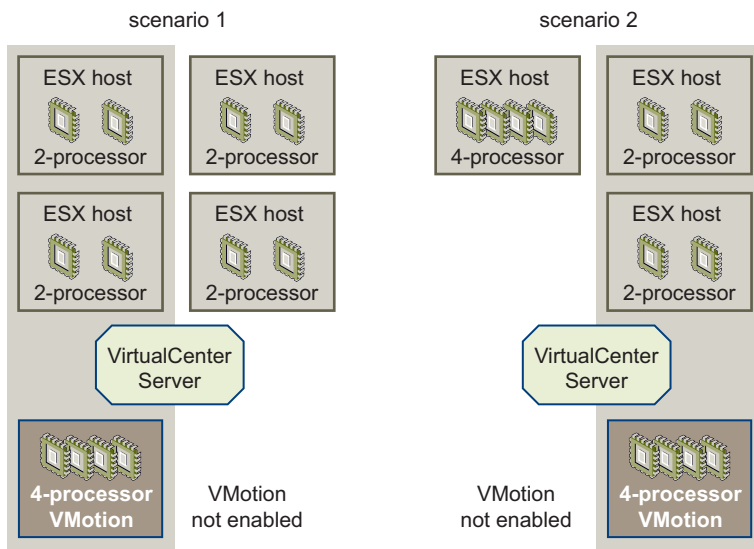 scenario 1
ESX host
2-processor
ESX host
2-processor
ESX host
2-processor
ESX host
2-processor
VirtualCenter
Server
4-processor
VMotion
VMotion
not enabled
scenario 2
ESX host
4-processor
ESX host
2-processor
ESX host
2-processor
VirtualCenter
Server
VMotion
not enabled
4-processor
VMotion